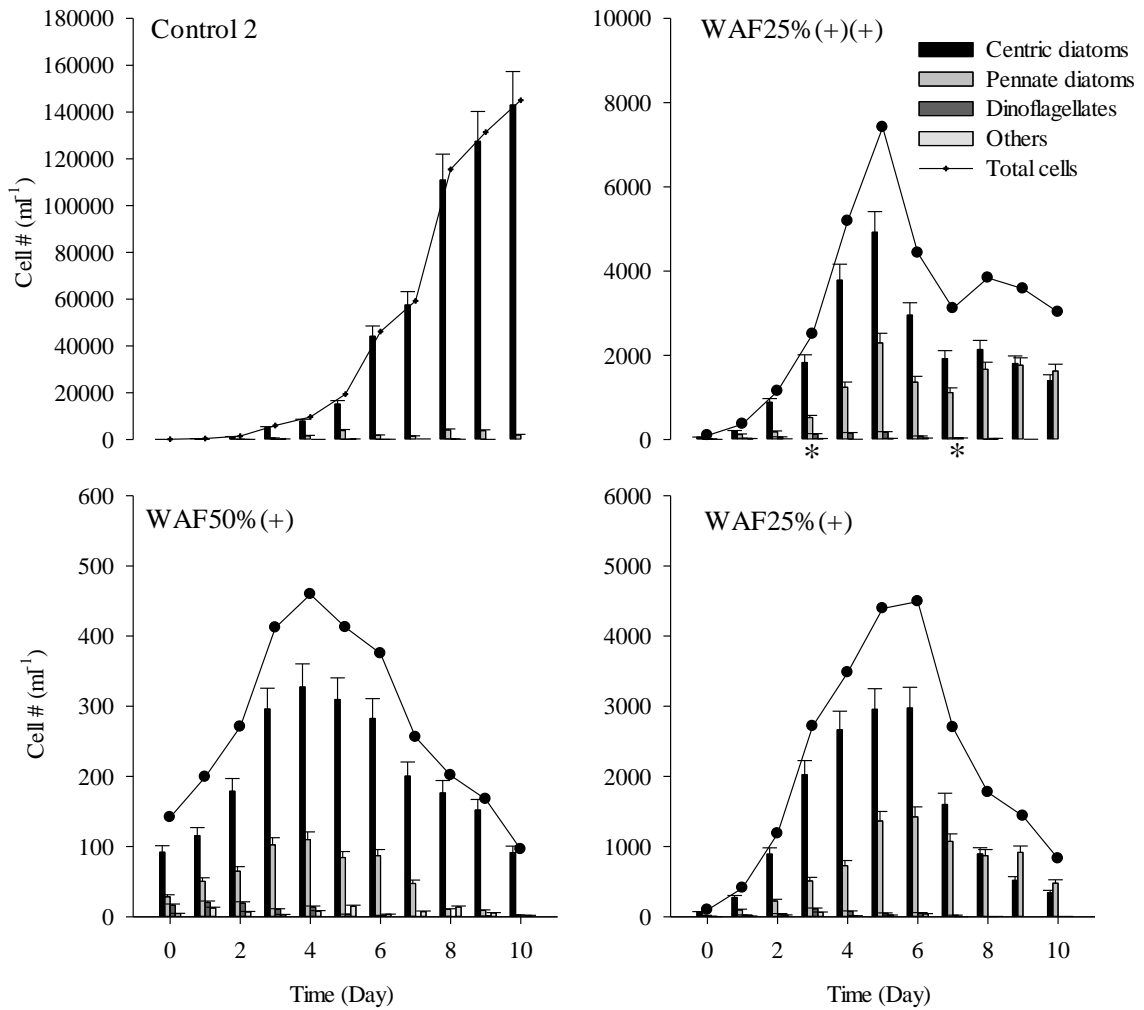 Control 2
180000
160000
140000
120000
100000
80000
60000
40000
20000
0
Cell # (ml-1)
WAF25% (+)(+)
10000
8000
6000
4000
2000
0
Centric diatoms
Pennate diatoms
Dinoflagellates
Others
Total cells
* *
WAF50% (+)
600
500
400
300
200
100
0
Cell # (ml-1)
0 2 4 6 8 10
Time (Day)
WAF25% (+)
6000
5000
4000
3000
2000
1000
0
0 2 4 6 8 10
Time (Day)